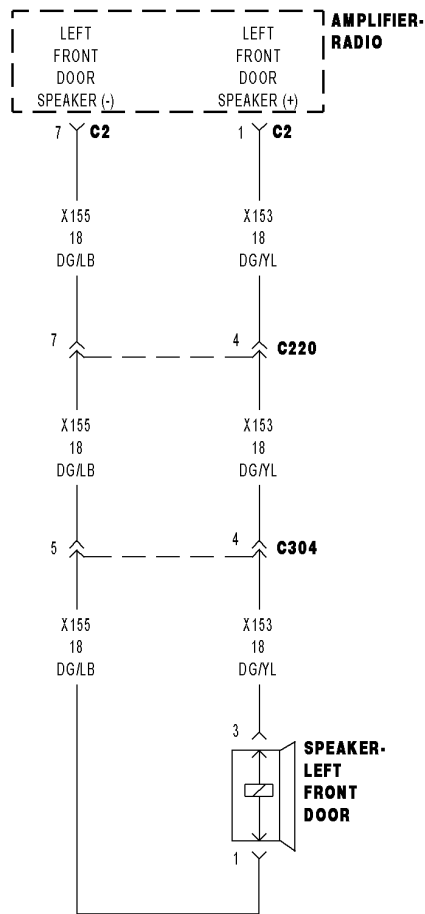 AMPLIFIER-
RADIO
LEFT
FRONT
DOOR
SPEAKER (-)
LEFT
FRONT
DOOR
SPEAKER (+)
7 C2
1 C2
X155
18
DG/LB
X153
18
DG/YL
7
4 C220
X155
18
DG/LB
X153
18
DG/YL
5
4 C304
X155
18
DG/LB
X153
18
DG/YL
3
SPEAKER-
LEFT
FRONT
DOOR
1